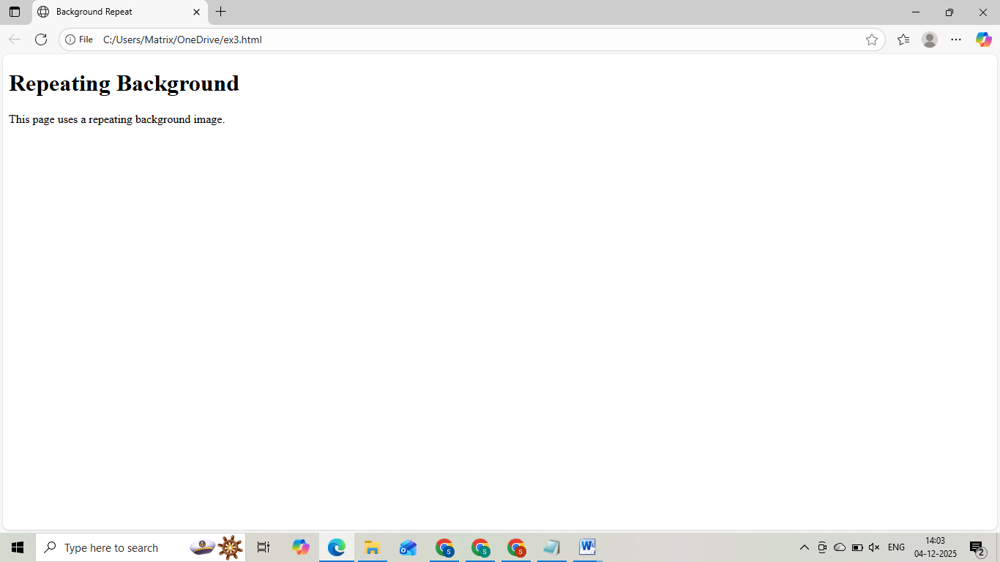 Background Repeat
File C:/Users/Matrix/OneDrive/ex3.html
Repeating Background
This page uses a repeating background image.
Type here to search
S
S
S
W
ENG
14:03
04-12-2025
2